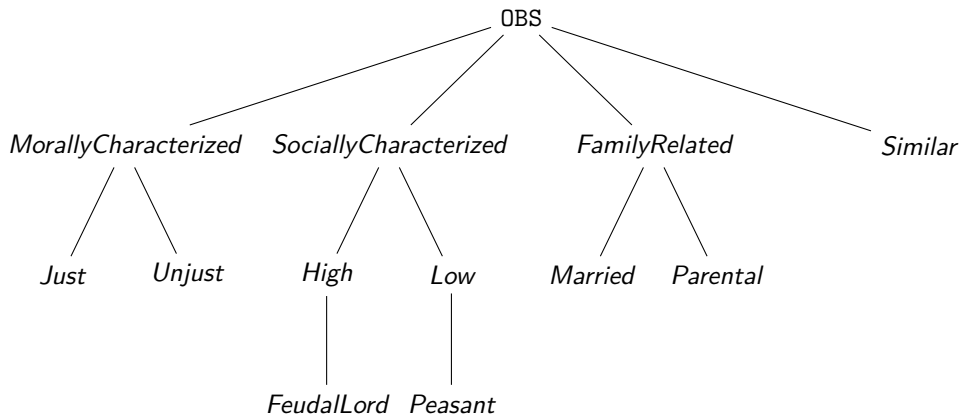 OBS
MorallyCharacterized SociallyCharacterized FamilyRelated Similar
Just Unjust High Low Married Parental
FeudalLord Peasant